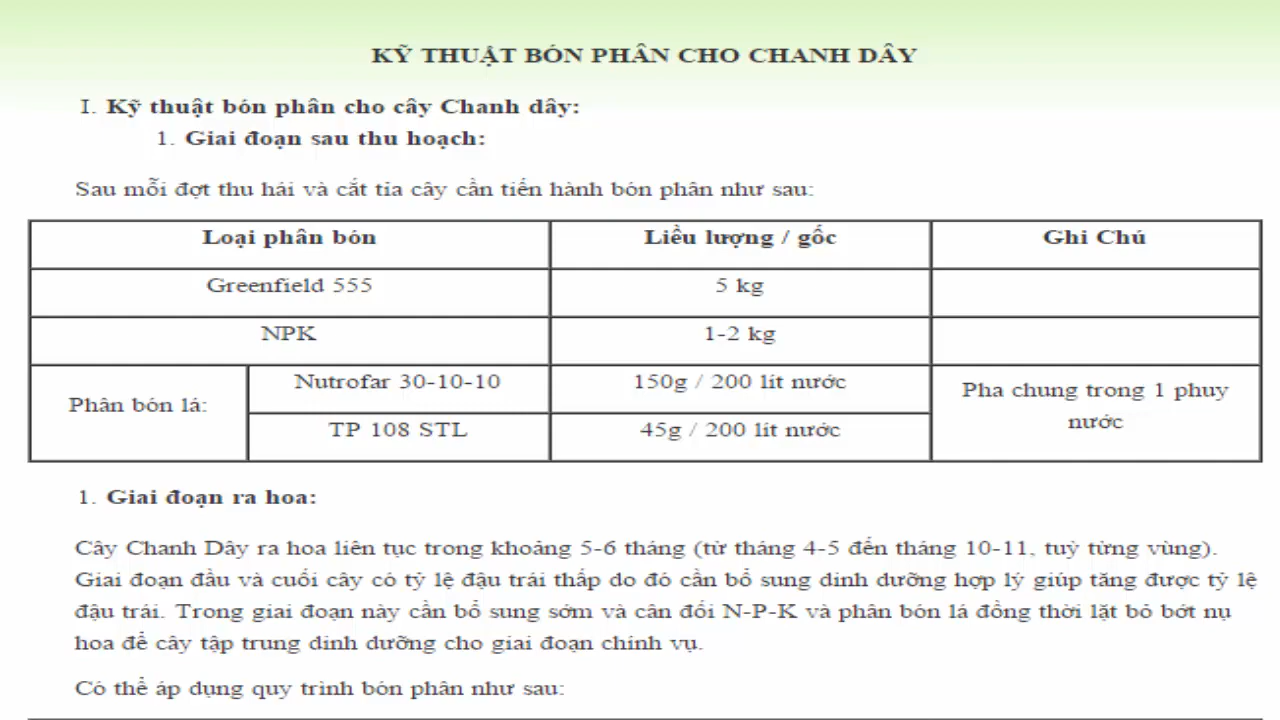 KỸ THUẬT BÓN PHÂN CHO CHANH DÂY
I. Kỹ thuật bón phân cho cây Chanh dây:
1. Giai đoạn sau thu hoạch:
Sau mỗi đợt thu hái và cắt tỉa cây cần tiến hành bón phân như sau:
Loại phân bón Liều lượng / gốc Ghi Chú
Greenfield 555 5 kg
NPK 1-2 kg
Phân bón lá: Nutrofar 30-10-10 150g / 200 lít nước Pha chung trong 1 phuy
nước
TP 108 STL 45g / 200 lít nước
1. Giai đoạn ra hoa:
Cây Chanh Dây ra hoa liên tục trong khoảng 5-6 tháng (từ tháng 4-5 đến tháng 10-11, tuỳ từng vùng).
Giai đoạn đầu và cuối cây có tỷ lệ đậu trái thấp do đó cần bổ sung dinh dưỡng hợp lý giúp tăng được tỷ lệ
đậu trái. Trong giai đoạn này cần bổ sung sớm và cân đối N-P-K và phân bón lá đồng thời lặt bỏ bớt nụ
hoa để cây tập trung dinh dưỡng cho giai đoạn chính vụ.
Có thể áp dụng quy trình bón phân như sau: